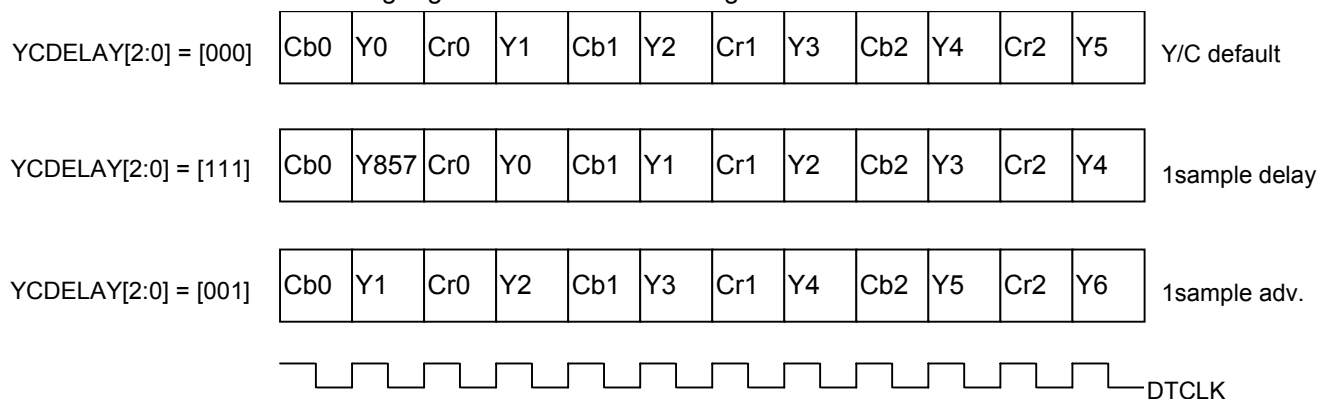 YCDELAY[2:0] = [000] Cb0 Y0 Cr0 Y1 Cb1 Y2 Cr1 Y3 Cb2 Y4 Cr2 Y5 Y/C default
YCDELAY[2:0] = [111] Cb0 Y857 Cr0 Y0 Cb1 Y1 Cr1 Y2 Cb2 Y3 Cr2 Y4 1sample delay
YCDELAY[2:0] = [001] Cb0 Y1 Cr0 Y2 Cb1 Y3 Cr1 Y4 Cb2 Y5 Cr2 Y6 1sample adv.
DTCLK